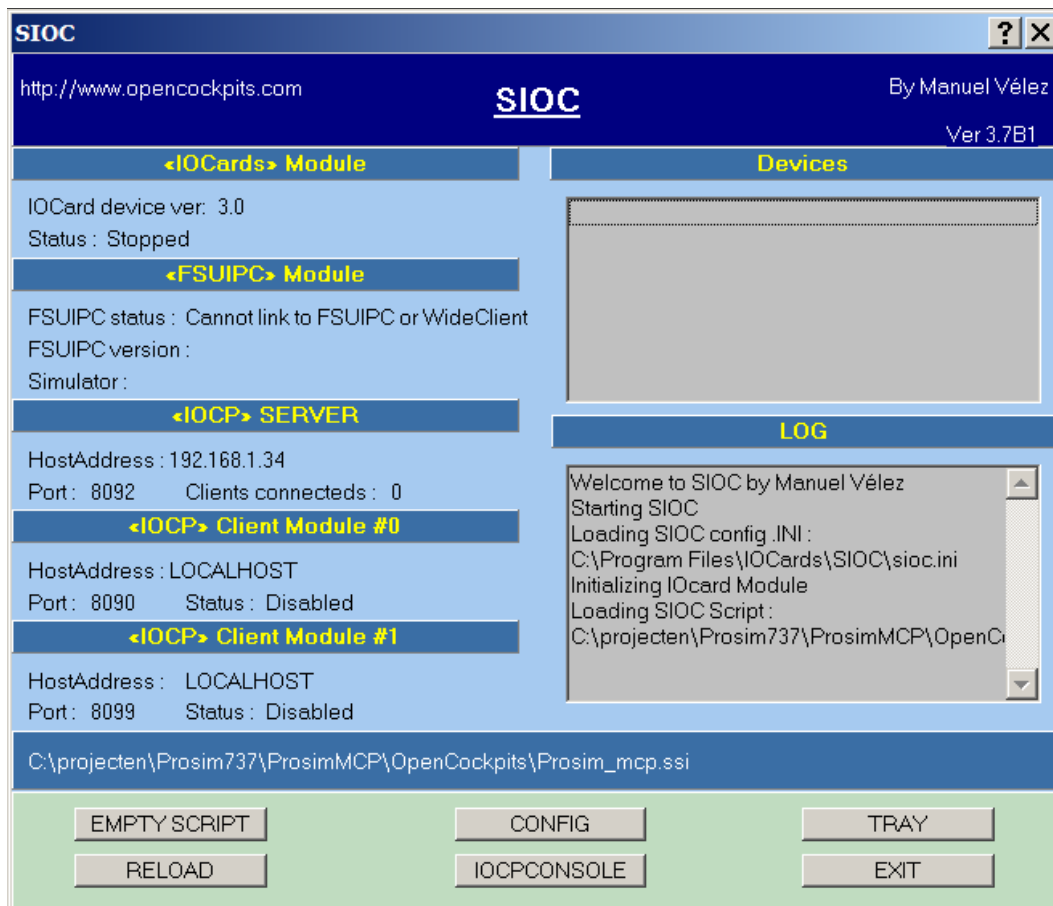 SIOC
http://www.opencockpits.com
SIOC
By Manuel Vélez
Ver 3.7B1
«IOCards» Module
IOCard device ver: 3.0
Status : Stopped
«FSUIPC» Module
FSUIPC status : Cannot link to FSUIPC or WideClient
FSUIPC version :
Simulator :
«IOCP» SERVER
HostAddress : 192.168.1.34
Port : 8092 Clients connecteds : 0
«IOCP» Client Module #0
HostAddress : LOCALHOST
Port : 8090 Status : Disabled
«IOCP» Client Module #1
HostAddress : LOCALHOST
Port : 8099 Status : Disabled
Devices
LOG
Welcome to SIOC by Manuel Vélez
Starting SIOC
Loading SIOC config .INI :
C:\Program Files\IOCards\SIOC\sioc.ini
Initializing IOcard Module
Loading SIOC Script :
C:\projecten\Prosim737\ProsimMCP\OpenC
C:\projecten\Prosim737\ProsimMCP\OpenCockpits\Prosim_mcp.ssi
EMPTY SCRIPT
CONFIG
TRAY
RELOAD
IOCPCONSOLE
EXIT